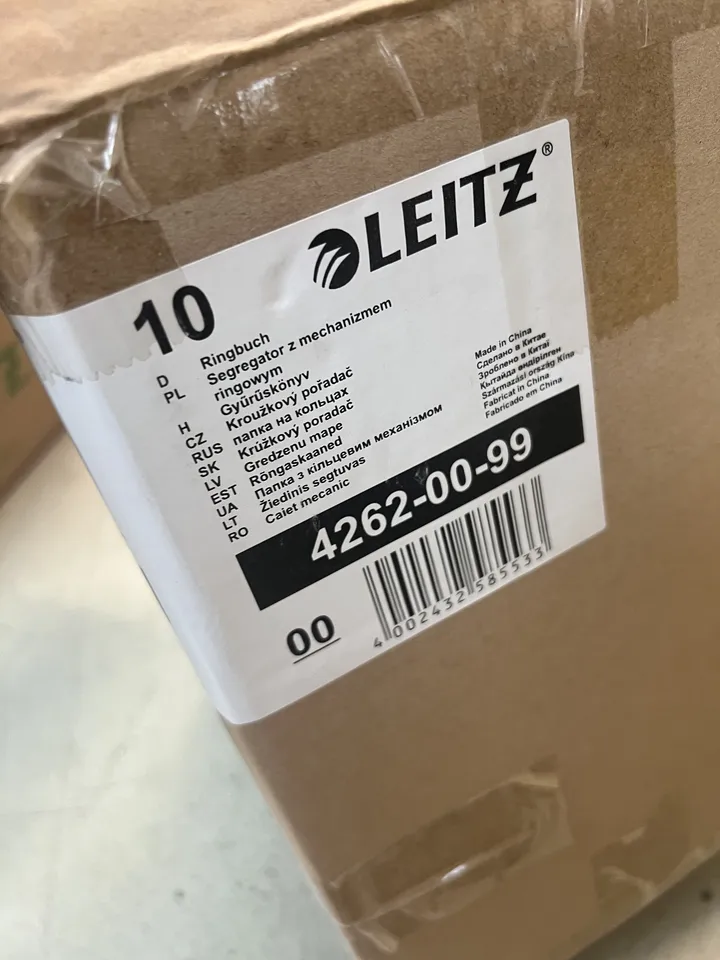 LEITZ®
10
D Ringbuch
PL Segregator z mechanizmem
ringowym
H Gyűrűskönyv
CZ Kroužkový pořadač
RUS папка на кольцах
SK Krúžkový poradač
LV Gredzenu mape
EST Rõngaskaaned
UA Папка з кільцевим механізмом
LT Žiedinis segtuvas
RO Caiet mecanic
Made in China
Сделано в Китае
Зроблено в Китаї
Кытайда өндірілген
Származási ország Kína
Fabricat in China
Fabricado em China
4262-00-99
00
4 002432 585533